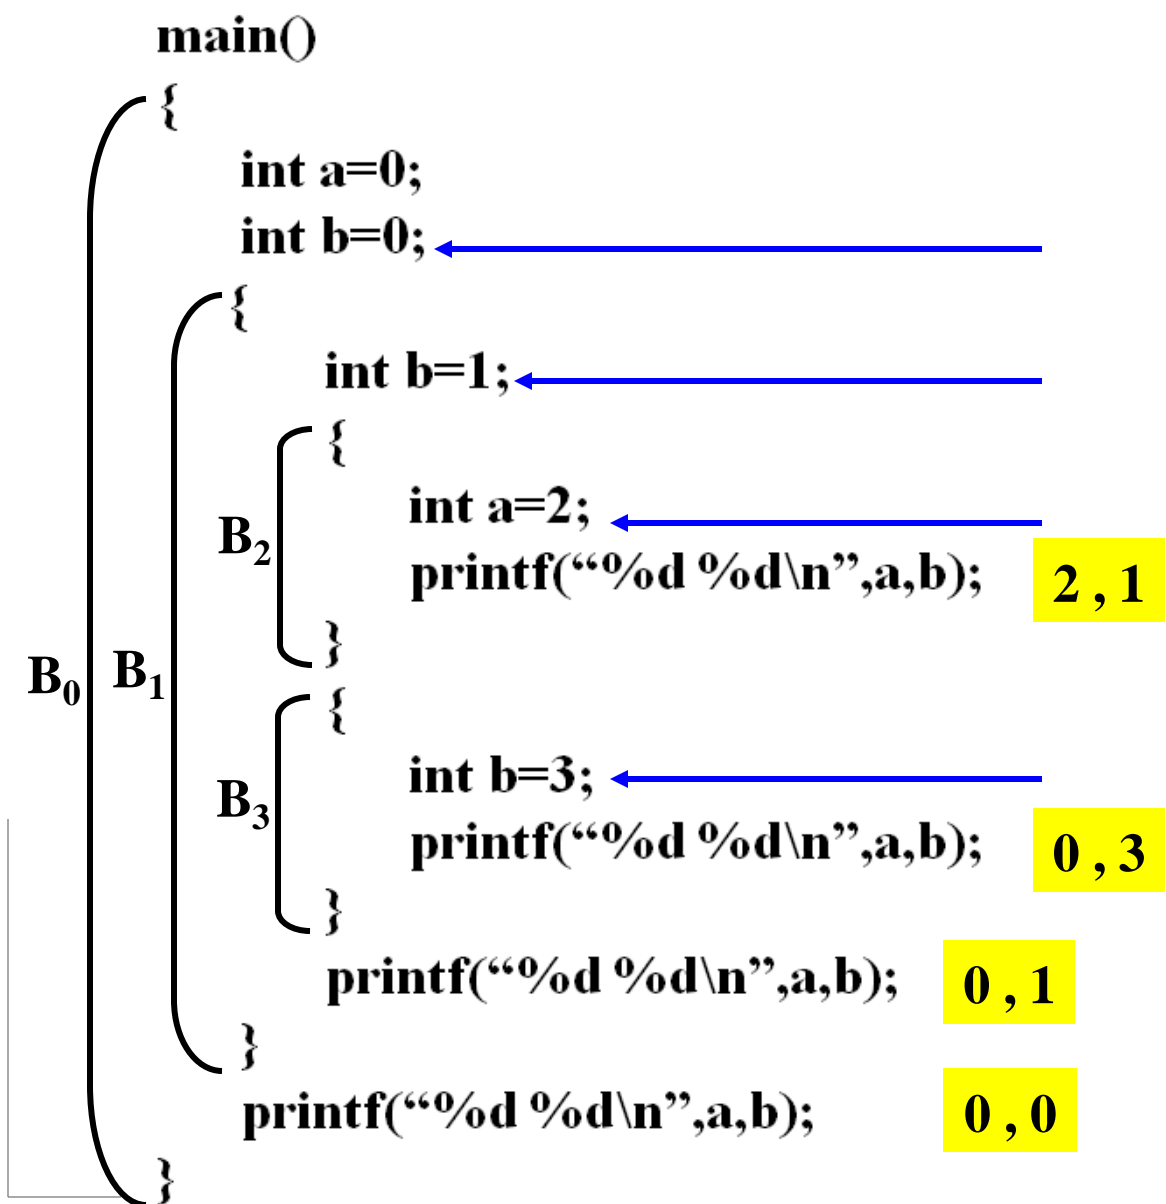 main()
{
int a=0;
int b=0;
{
int b=1;
{
int a=2;
B2
printf(“%d %d\n”,a,b);
2 , 1
}
B0
B1
{
int b=3;
B3
printf(“%d %d\n”,a,b);
0 , 3
}
printf(“%d %d\n”,a,b);
0 , 1
}
printf(“%d %d\n”,a,b);
0 , 0
}